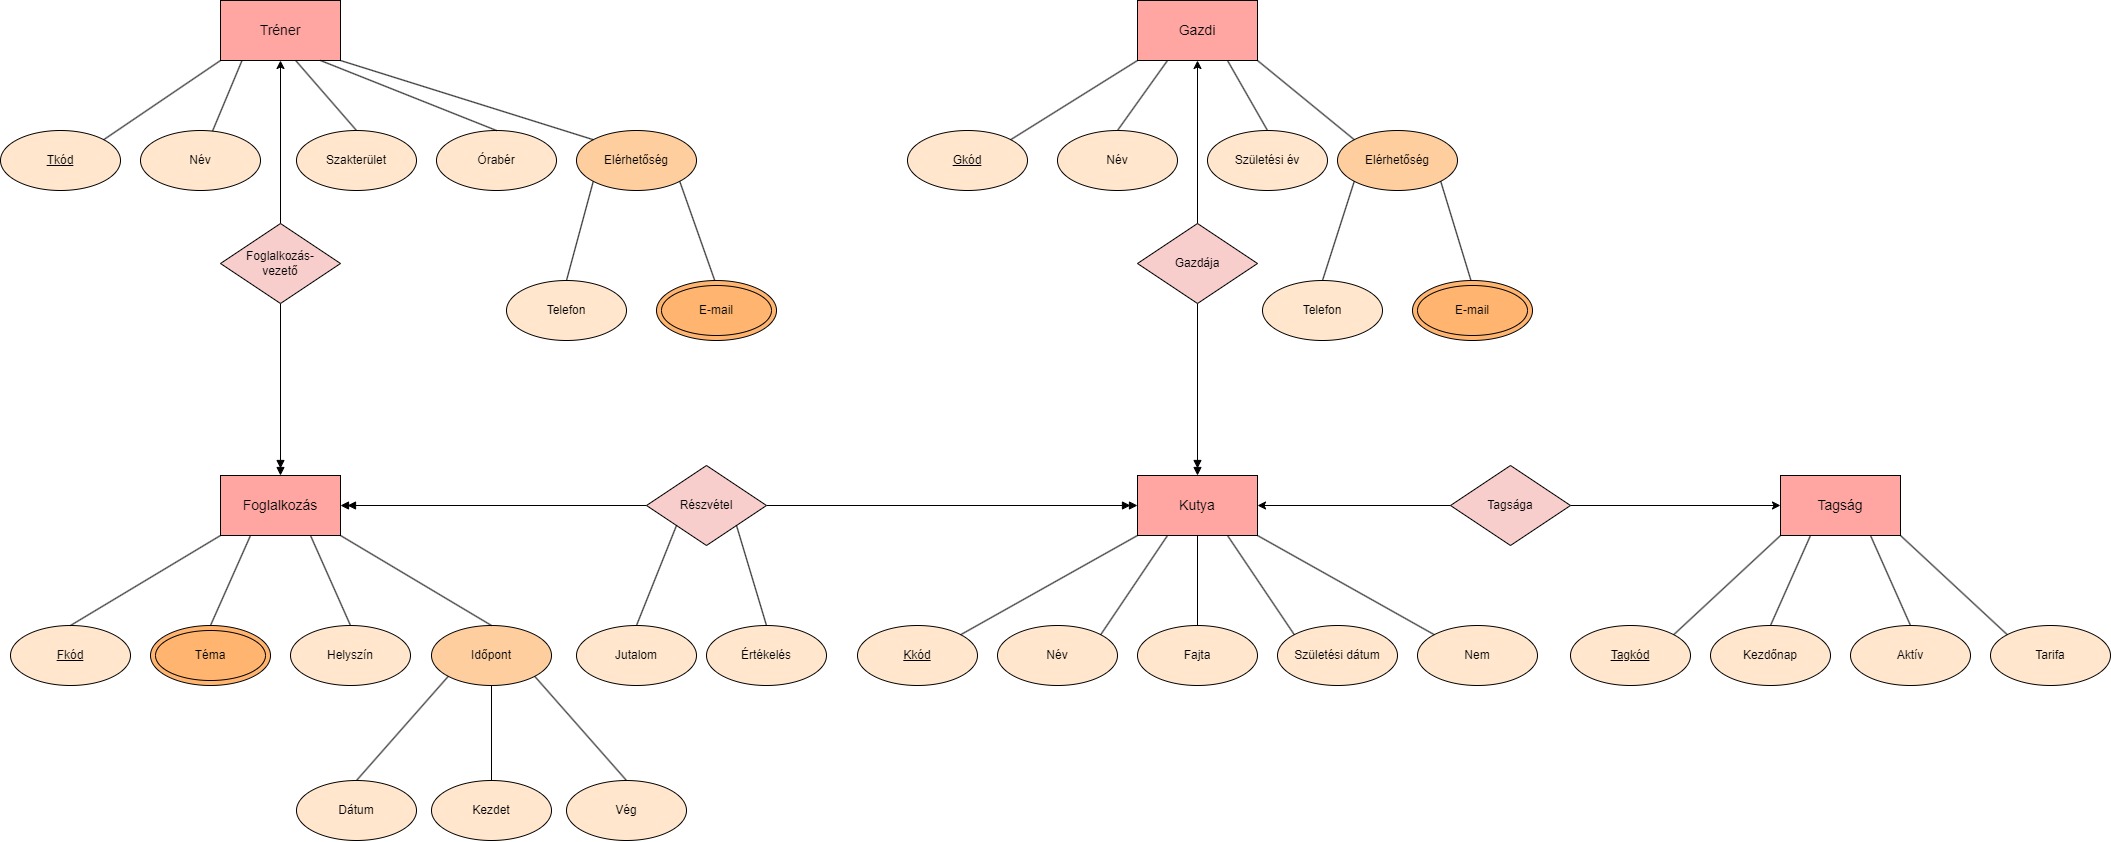 Tréner
Gazdi
Tkód
Név
Szakterület
Órabér
Elérhetőség
Gkód
Név
Születési év
Elérhetőség
Foglalkozás-
vezető
Gazdája
Telefon
E-mail
Telefon
E-mail
Foglalkozás
Részvétel
Kutya
Tagsága
Tagság
Fkód
Téma
Helyszín
Időpont
Jutalom
Értékelés
Kkód
Név
Fajta
Születési dátum
Nem
Tagkód
Kezdőnap
Aktív
Tarifa
Dátum
Kezdet
Vég